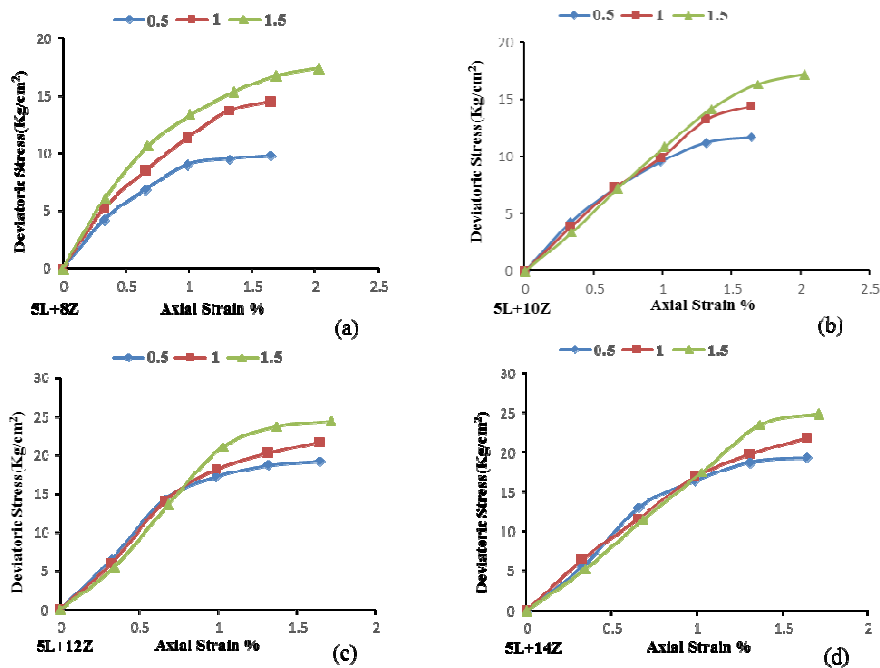 0.5 1 1.5
Deviatoric Stress(Kg/cm²)
20
15
10
5
0
0 0.5 1 1.5 2 2.5
5L+8Z Axial Strain %
(a)
0.5 1 1.5
Deviatoric Stress (Kg/cm²)
20
15
10
5
0
0 0.5 1 1.5 2 2.5
5L+10Z Axial Strain %
(b)
0.5 1 1.5
Deviatoric Stress(Kg/cm²)
30
25
20
15
10
5
0
0 0.5 1 1.5 2
5L+12Z Axial Strain %
(c)
0.5 1 1.5
Deviatoric Stress(Kg/cm²)
30
25
20
15
10
5
0
0 0.5 1 1.5 2
5L+14Z Axial Strain %
(d)